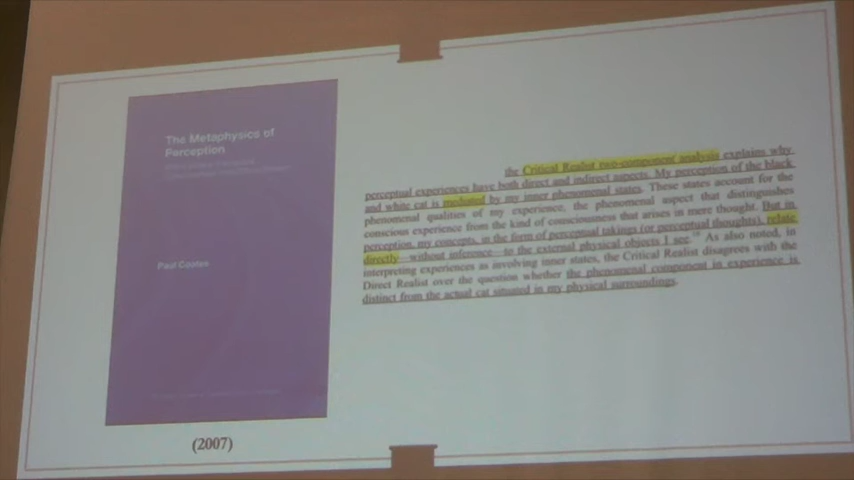 The Metaphysics of
Perception
Paul Coates
(2007)
the Critical Realist two-component analysis explains why
perceptual experiences have both direct and indirect aspects. My perception of the black
and white cat is mediated by my inner phenomenal states. These states account for the
phenomenal qualities of my experience, the phenomenal aspect that distinguishes
conscious experience from the kind of consciousness that arises in mere thought. But in
perception, my concepts, in the form of perceptual takings (or perceptual thoughts), relate
directly—without inference—to the external physical objects I see. As also noted, in
interpreting experiences as involving inner states, the Critical Realist disagrees with the
Direct Realist over the question whether the phenomenal component in experience is
distinct from the actual cat situated in my physical surroundings.